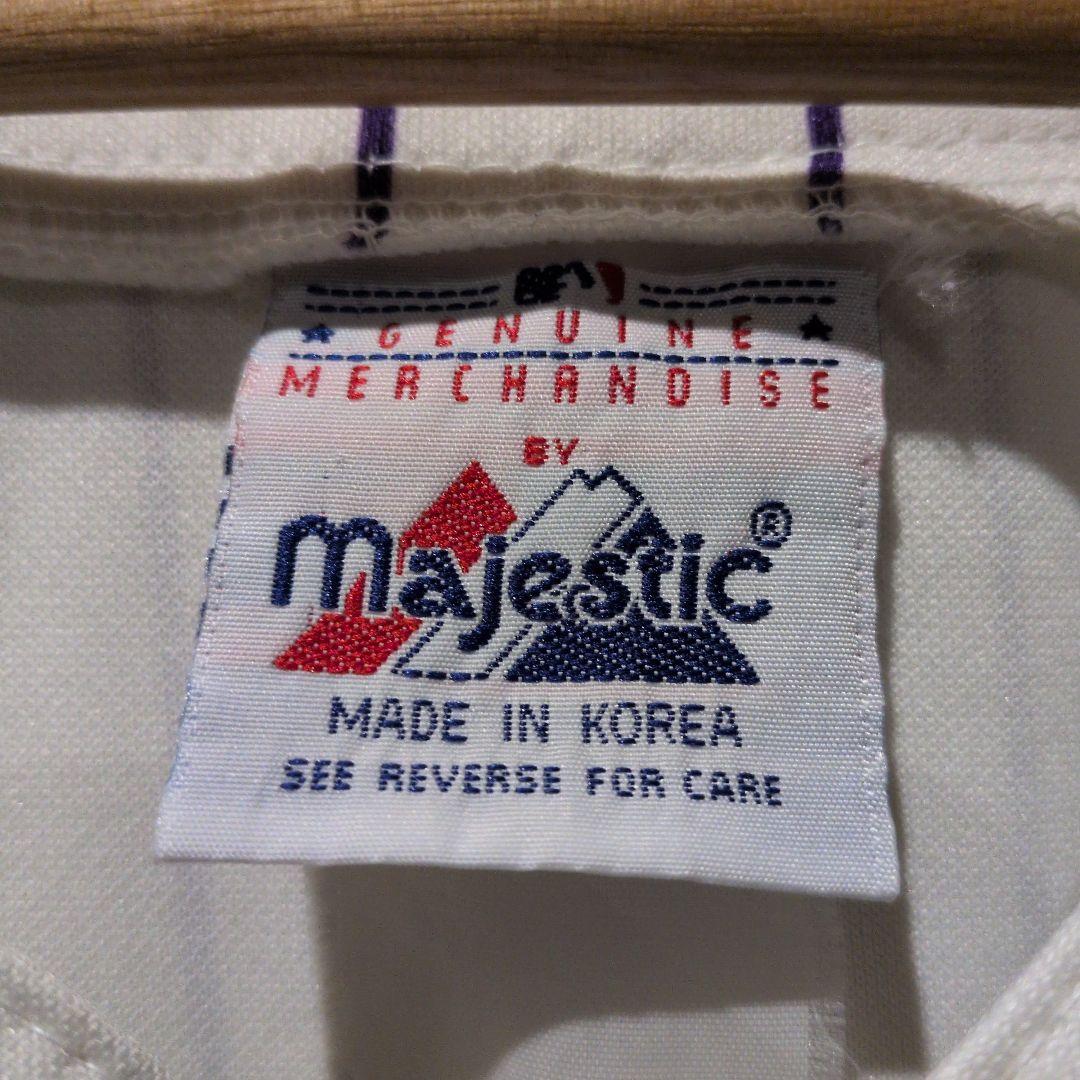 GENUINE
MERCHANDISE
BY
majestic®
MADE IN KOREA
SEE REVERSE FOR CARE